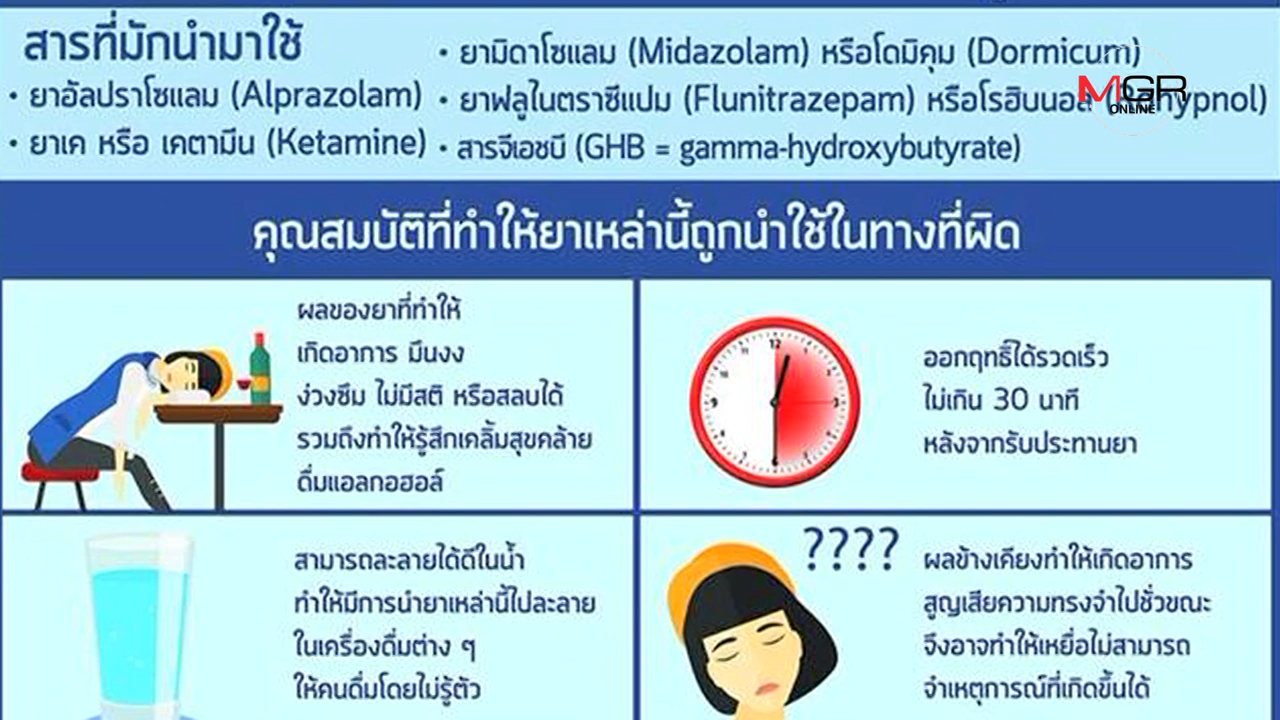 สารที่มักนำมาใช้
• ยาอัลปราโซแลม (Alprazolam)
• ยาเค หรือ เคตามีน (Ketamine)
• ยามิดาโซแลม (Midazolam) หรือโดมิคุม (Dormicum)
• ยาฟลูไนตราซีแปม (Flunitrazepam) หรือโรฮิบนอล
• สารจีเอชบี (GHB = gamma-hydroxybutyrate)
MGR
ONLINE
คุณสมบัติที่ทำให้ยาเหล่านี้ถูกนำใช้ในทางที่ผิด
ผลของยาที่ทำให้
เกิดอาการ มึนงง
ง่วงซึม ไม่มีสติ หรือสลบได้
รวมถึงทำให้รู้สึกเคลิ้มสุขคล้าย
ดื่มแอลกอฮอล์
12
ออกฤทธิ์ได้รวดเร็ว
ไม่เกิน 30 นาที
หลังจากรับประทานยา
สามารถละลายได้ดีในน้ำ
ทำให้มีการนำยาเหล่านี้ไปละลาย
ในเครื่องดื่มต่าง ๆ
ให้คนดื่มโดยไม่รู้ตัว
????
ผลข้างเคียงทำให้เกิดอาการ
สูญเสียความทรงจำไปชั่วขณะ
จึงอาจทำให้เหยื่อไม่สามารถ
จำเหตุการณ์ที่เกิดขึ้นได้